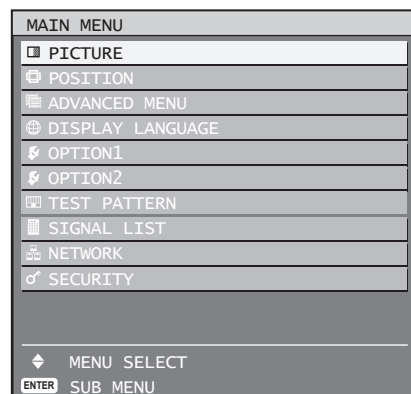 MAIN MENU
PICTURE
POSITION
ADVANCED MENU
DISPLAY LANGUAGE
OPTION1
OPTION2
TEST PATTERN
SIGNAL LIST
NETWORK
SECURITY
MENU SELECT
ENTER SUB MENU